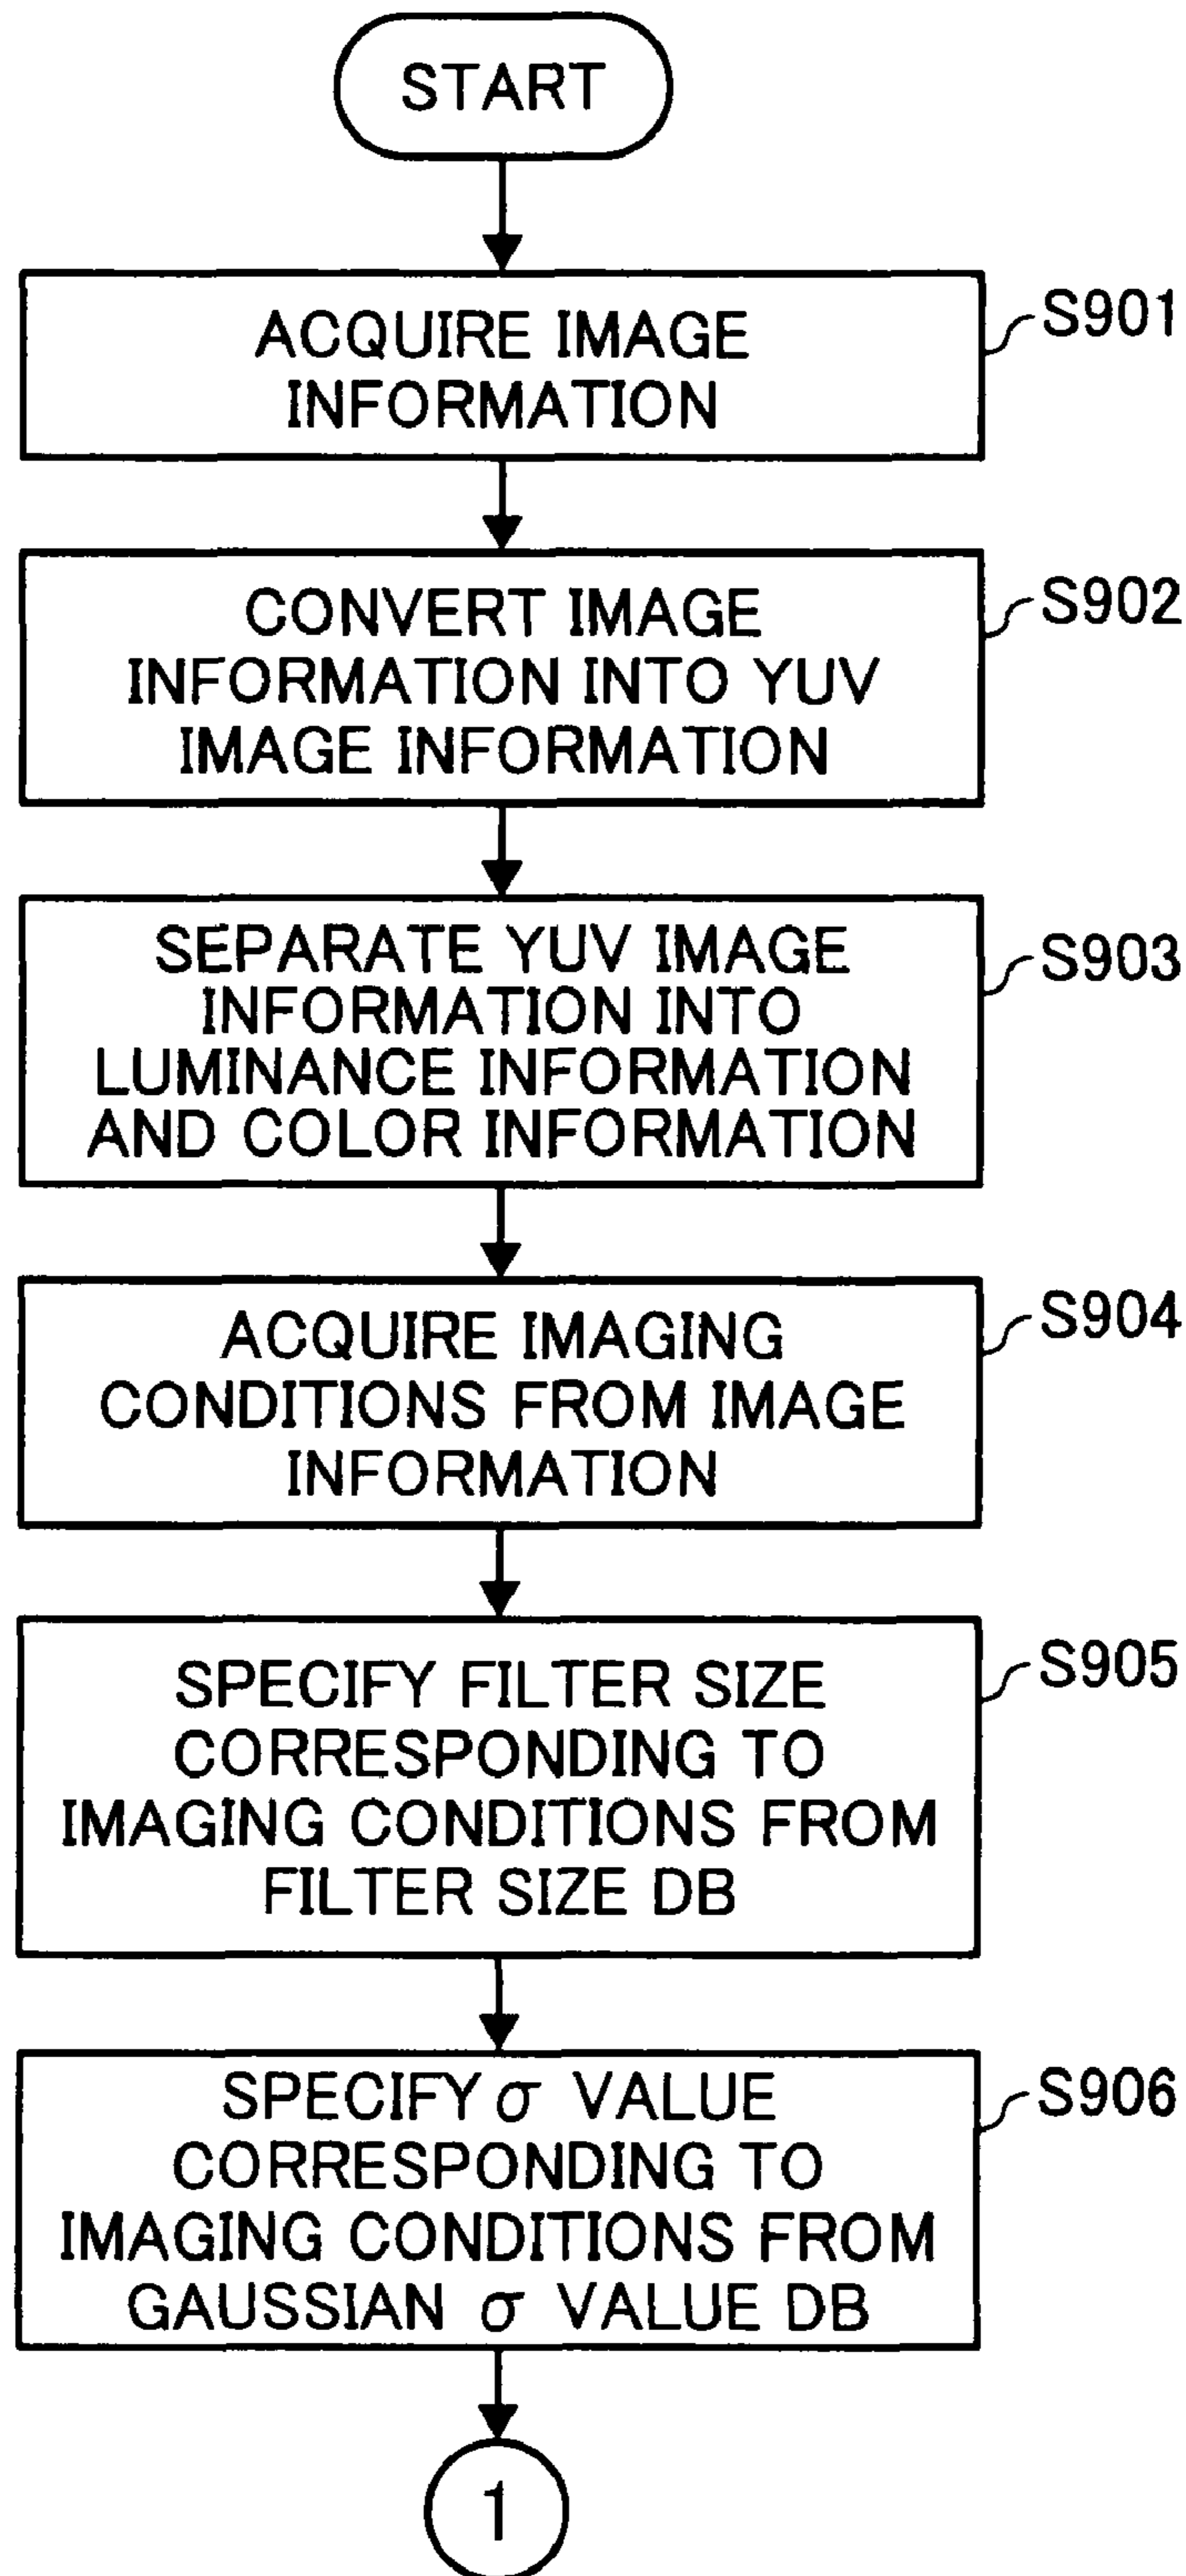 START
ACQUIRE IMAGE
INFORMATION
S901
CONVERT IMAGE
INFORMATION INTO YUV
IMAGE INFORMATION
S902
SEPARATE YUV IMAGE
INFORMATION INTO
LUMINANCE INFORMATION
AND COLOR INFORMATION
S903
ACQUIRE IMAGING
CONDITIONS FROM IMAGE
INFORMATION
S904
SPECIFY FILTER SIZE
CORRESPONDING TO
IMAGING CONDITIONS FROM
FILTER SIZE DB
S905
SPECIFY σ VALUE
CORRESPONDING TO
IMAGING CONDITIONS FROM
GAUSSIAN σ VALUE DB
S906
1